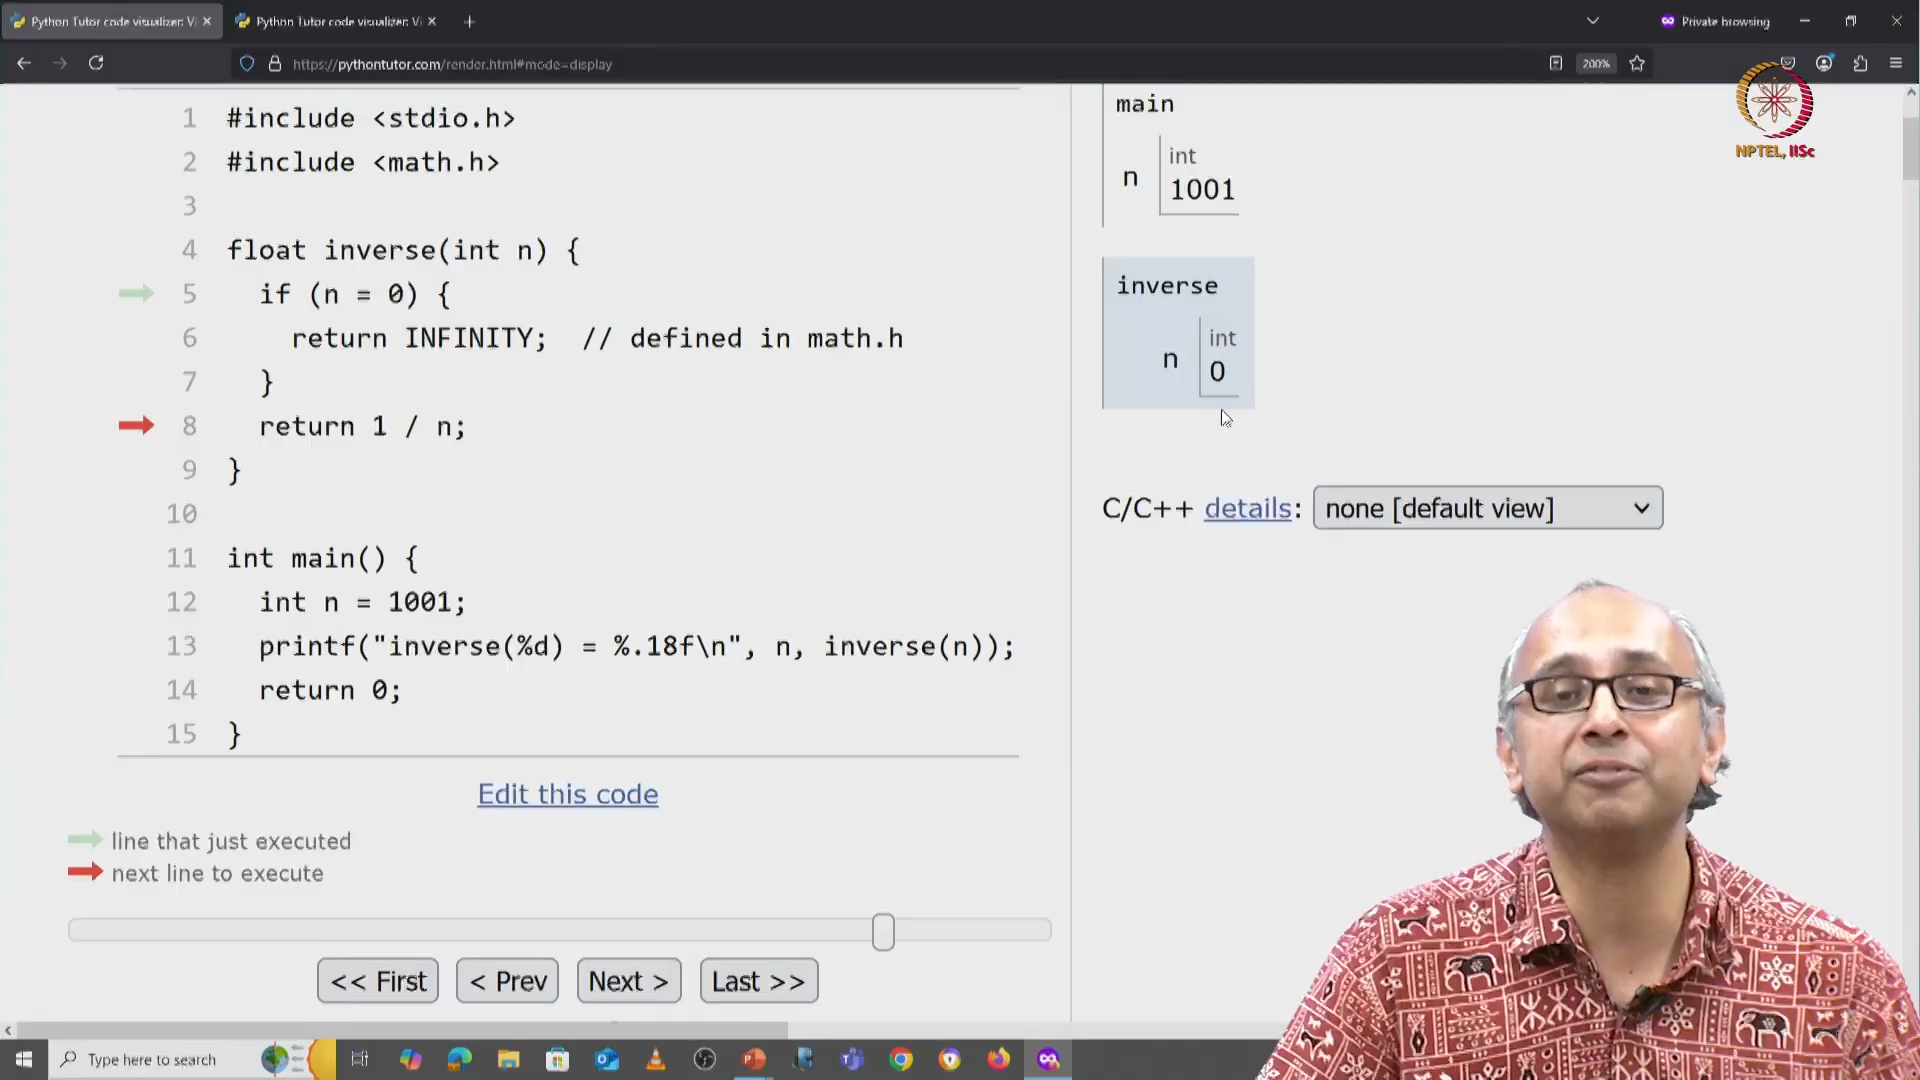 Python Tutor code visualizer: Vi
Python Tutor code visualizer: Vi
Private browsing
https://pythontutor.com/render.html#mode=display
200%
NPTEL, IISc
1 #include <stdio.h>
2 #include <math.h>
3
4 float inverse(int n) {
5 if (n = 0) {
6 return INFINITY; // defined in math.h
7 }
8 return 1 / n;
9 }
10
11 int main() {
12 int n = 1001;
13 printf("inverse(%d) = %.18f\n", n, inverse(n));
14 return 0;
15 }
Edit this code
line that just executed
next line to execute
<< First
< Prev
Next >
Last >>
main
int
n 1001
inverse
int
n 0
C/C++ details: none [default view]
Type here to search